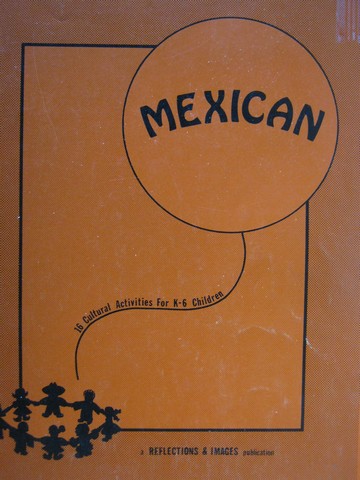 MEXICAN
16 Cultural Activities For K-6 Children
a REFLECTIONS & IMAGES publication